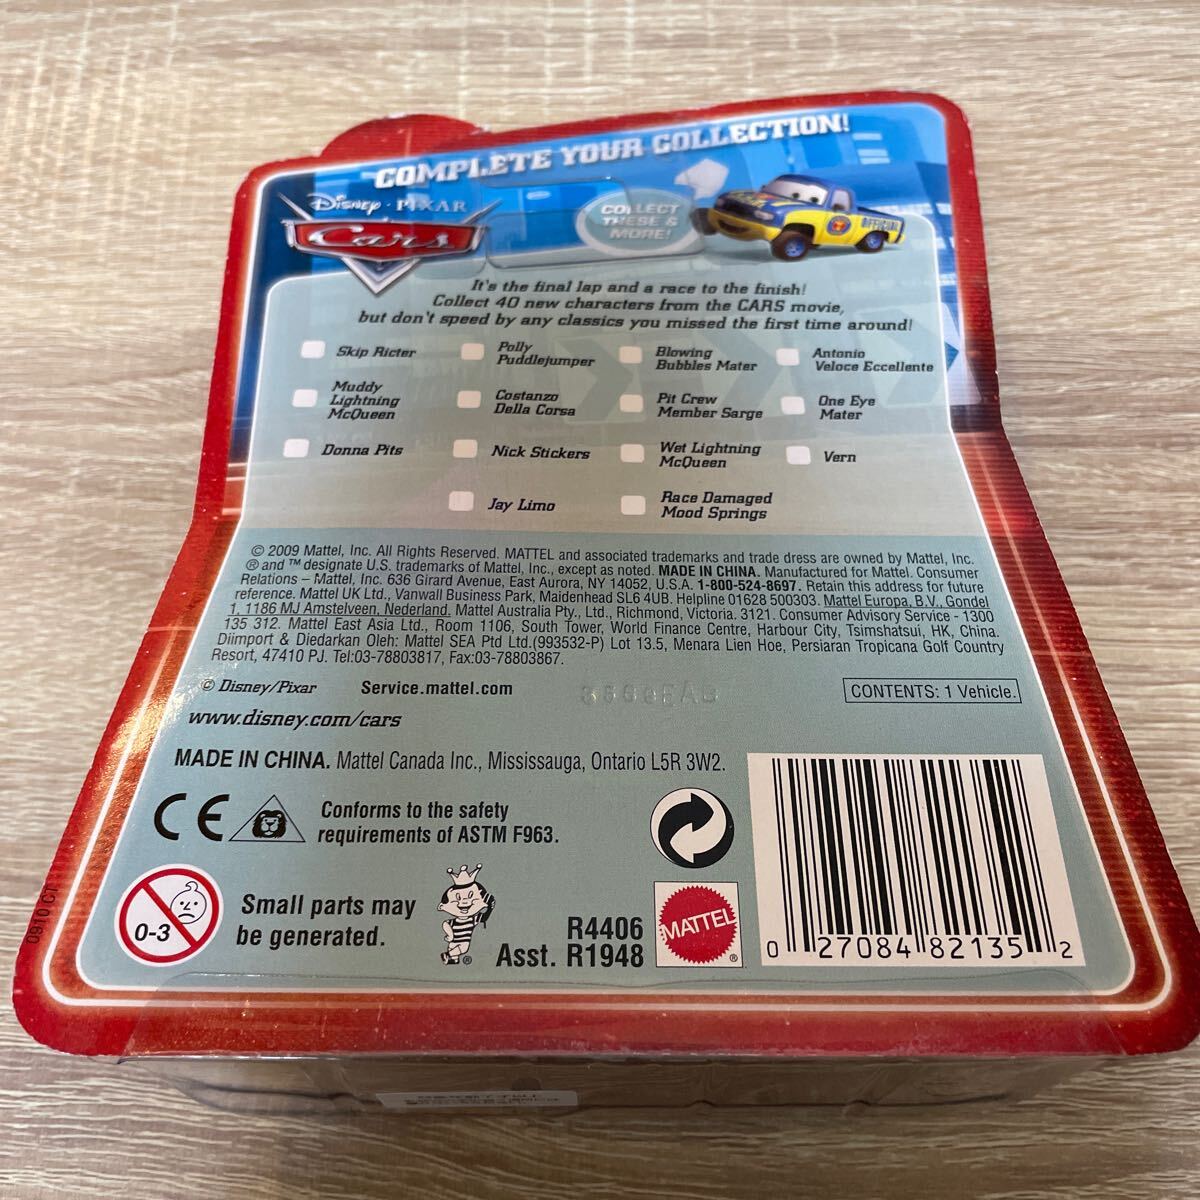 COMPLETE YOUR COLLECTION!
Disney · PIXAR
Cars
COLLECT
THESE &
MORE!
OFFICIAL
It's the final lap and a race to the finish!
Collect 40 new characters from the CARS movie,
but don't speed by any classics you missed the first time around!
Skip Ricter
Polly
Puddlejumper
Blowing
Bubbles Mater
Antonio
Veloce Eccellente
Muddy
Lightning
McQueen
Costanzo
Della Corsa
Pit Crew
Member Sarge
One Eye
Mater
Donna Pits
Nick Stickers
Wet Lightning
McQueen
Vern
Jay Limo
Race Damaged
Mood Springs
© 2009 Mattel, Inc. All Rights Reserved. MATTEL and associated trademarks and trade dress are owned by Mattel, Inc.
® and ™ designate U.S. trademarks of Mattel, Inc., except as noted. MADE IN CHINA. Manufactured for Mattel. Consumer
Relations – Mattel, Inc. 636 Girard Avenue, East Aurora, NY 14052, U.S.A. 1-800-524-8697. Retain this address for future
reference. Mattel UK Ltd., Vanwall Business Park, Maidenhead SL6 4UB. Helpline 01628 500303. Mattel Europa, B.V., Gondel
1, 1186 MJ Amstelveen, Nederland. Mattel Australia Pty., Ltd., Richmond, Victoria. 3121. Consumer Advisory Service - 1300
135 312. Mattel East Asia Ltd., Room 1106, South Tower, World Finance Centre, Harbour City, Tsimshatsui, HK, China.
Diimport & Diedarkan Oleh: Mattel SEA Ptd Ltd.(993532-P) Lot 13.5, Menara Lien Hoe, Persiaran Tropicana Golf Country
Resort, 47410 PJ. Tel:03-78803817, Fax:03-78803867.
© Disney/Pixar
Service.mattel.com
CONTENTS: 1 Vehicle.
www.disney.com/cars
MADE IN CHINA. Mattel Canada Inc., Mississauga, Ontario L5R 3W2.
CE
Conforms to the safety
requirements of ASTM F963.
0910 CT
0-3
Small parts may
be generated.
®
R4406
Asst. R1948
MATTEL
®
0 27084 82135 2